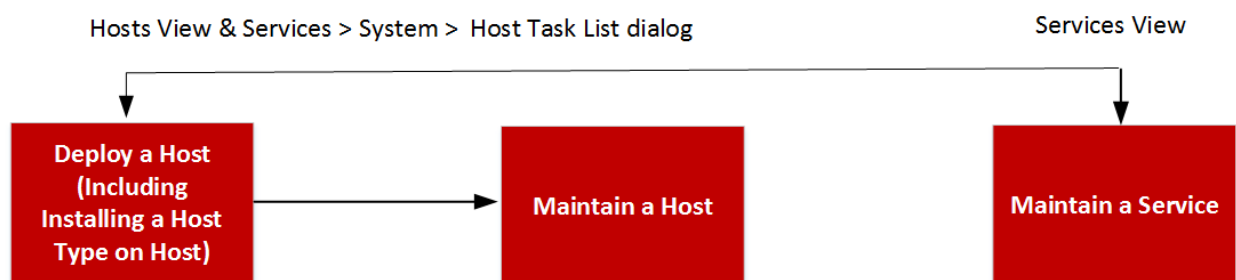 Hosts View & Services > System > Host Task List dialog
Services View
Deploy a Host
(Including
Installing a Host
Type on Host)
Maintain a Host
Maintain a Service